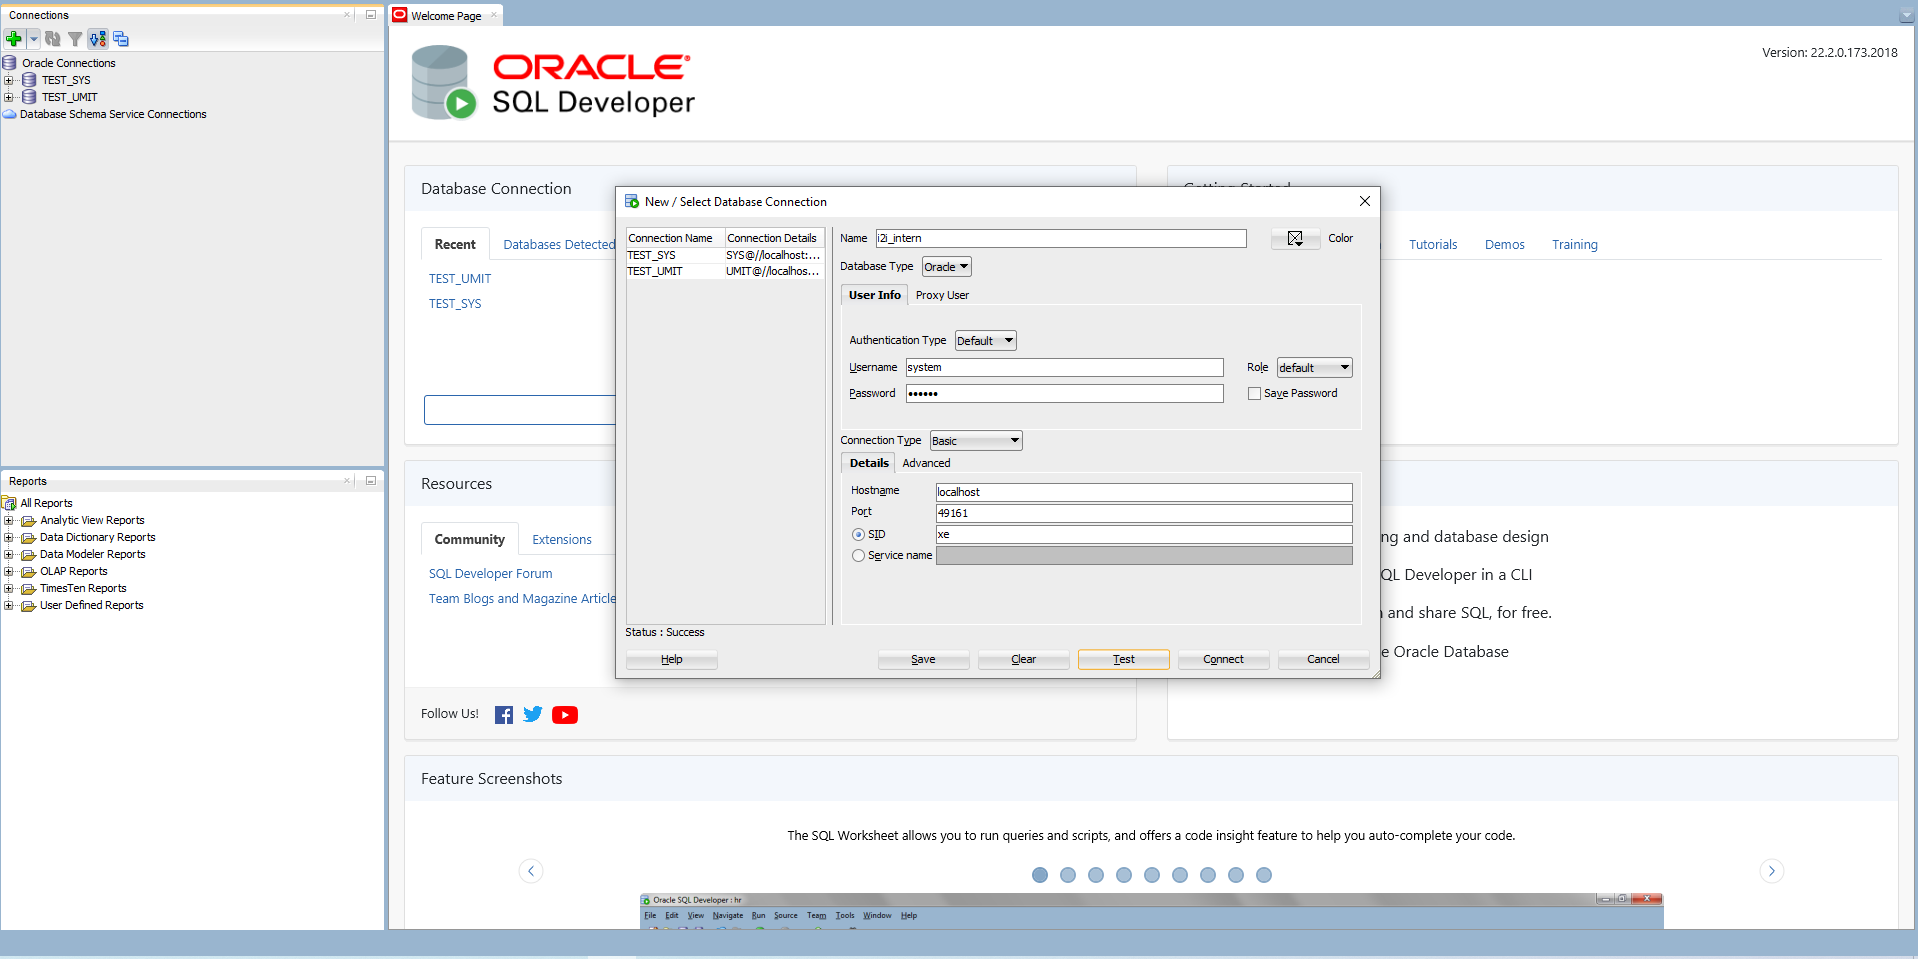 Connections
Welcome Page
Oracle Connections
TEST_SYS
TEST_UMIT
Database Schema Service Connections
ORACLE
SQL Developer
Version: 22.2.0.173.2018
Database Connection
Recent
Databases Detected
TEST_UMIT
TEST_SYS
Tutorials
Demos
Training
New / Select Database Connection
Connection Name
Connection Details
TEST_SYS
SYS@//localhost:...
TEST_UMIT
UMIT@//localhos...
Name
i2i_intern
Color
Database Type
Oracle
User Info
Proxy User
Authentication Type
Default
Username
system
Role
default
Password
••••••
Save Password
Connection Type
Basic
Details
Advanced
Hostname
localhost
Port
49161
SID
xe
Service name
Status : Success
Help
Save
Clear
Test
Connect
Cancel
Reports
All Reports
Analytic View Reports
Data Dictionary Reports
Data Modeler Reports
OLAP Reports
TimesTen Reports
User Defined Reports
Resources
Community
Extensions
SQL Developer Forum
Team Blogs and Magazine Article
Follow Us!
ng and database design
QL Developer in a CLI
and share SQL, for free.
e Oracle Database
Feature Screenshots
The SQL Worksheet allows you to run queries and scripts, and offers a code insight feature to help you auto-complete your code.
Oracle SQL Developer : hr
File Edit View Navigate Run Source Team Tools Window Help